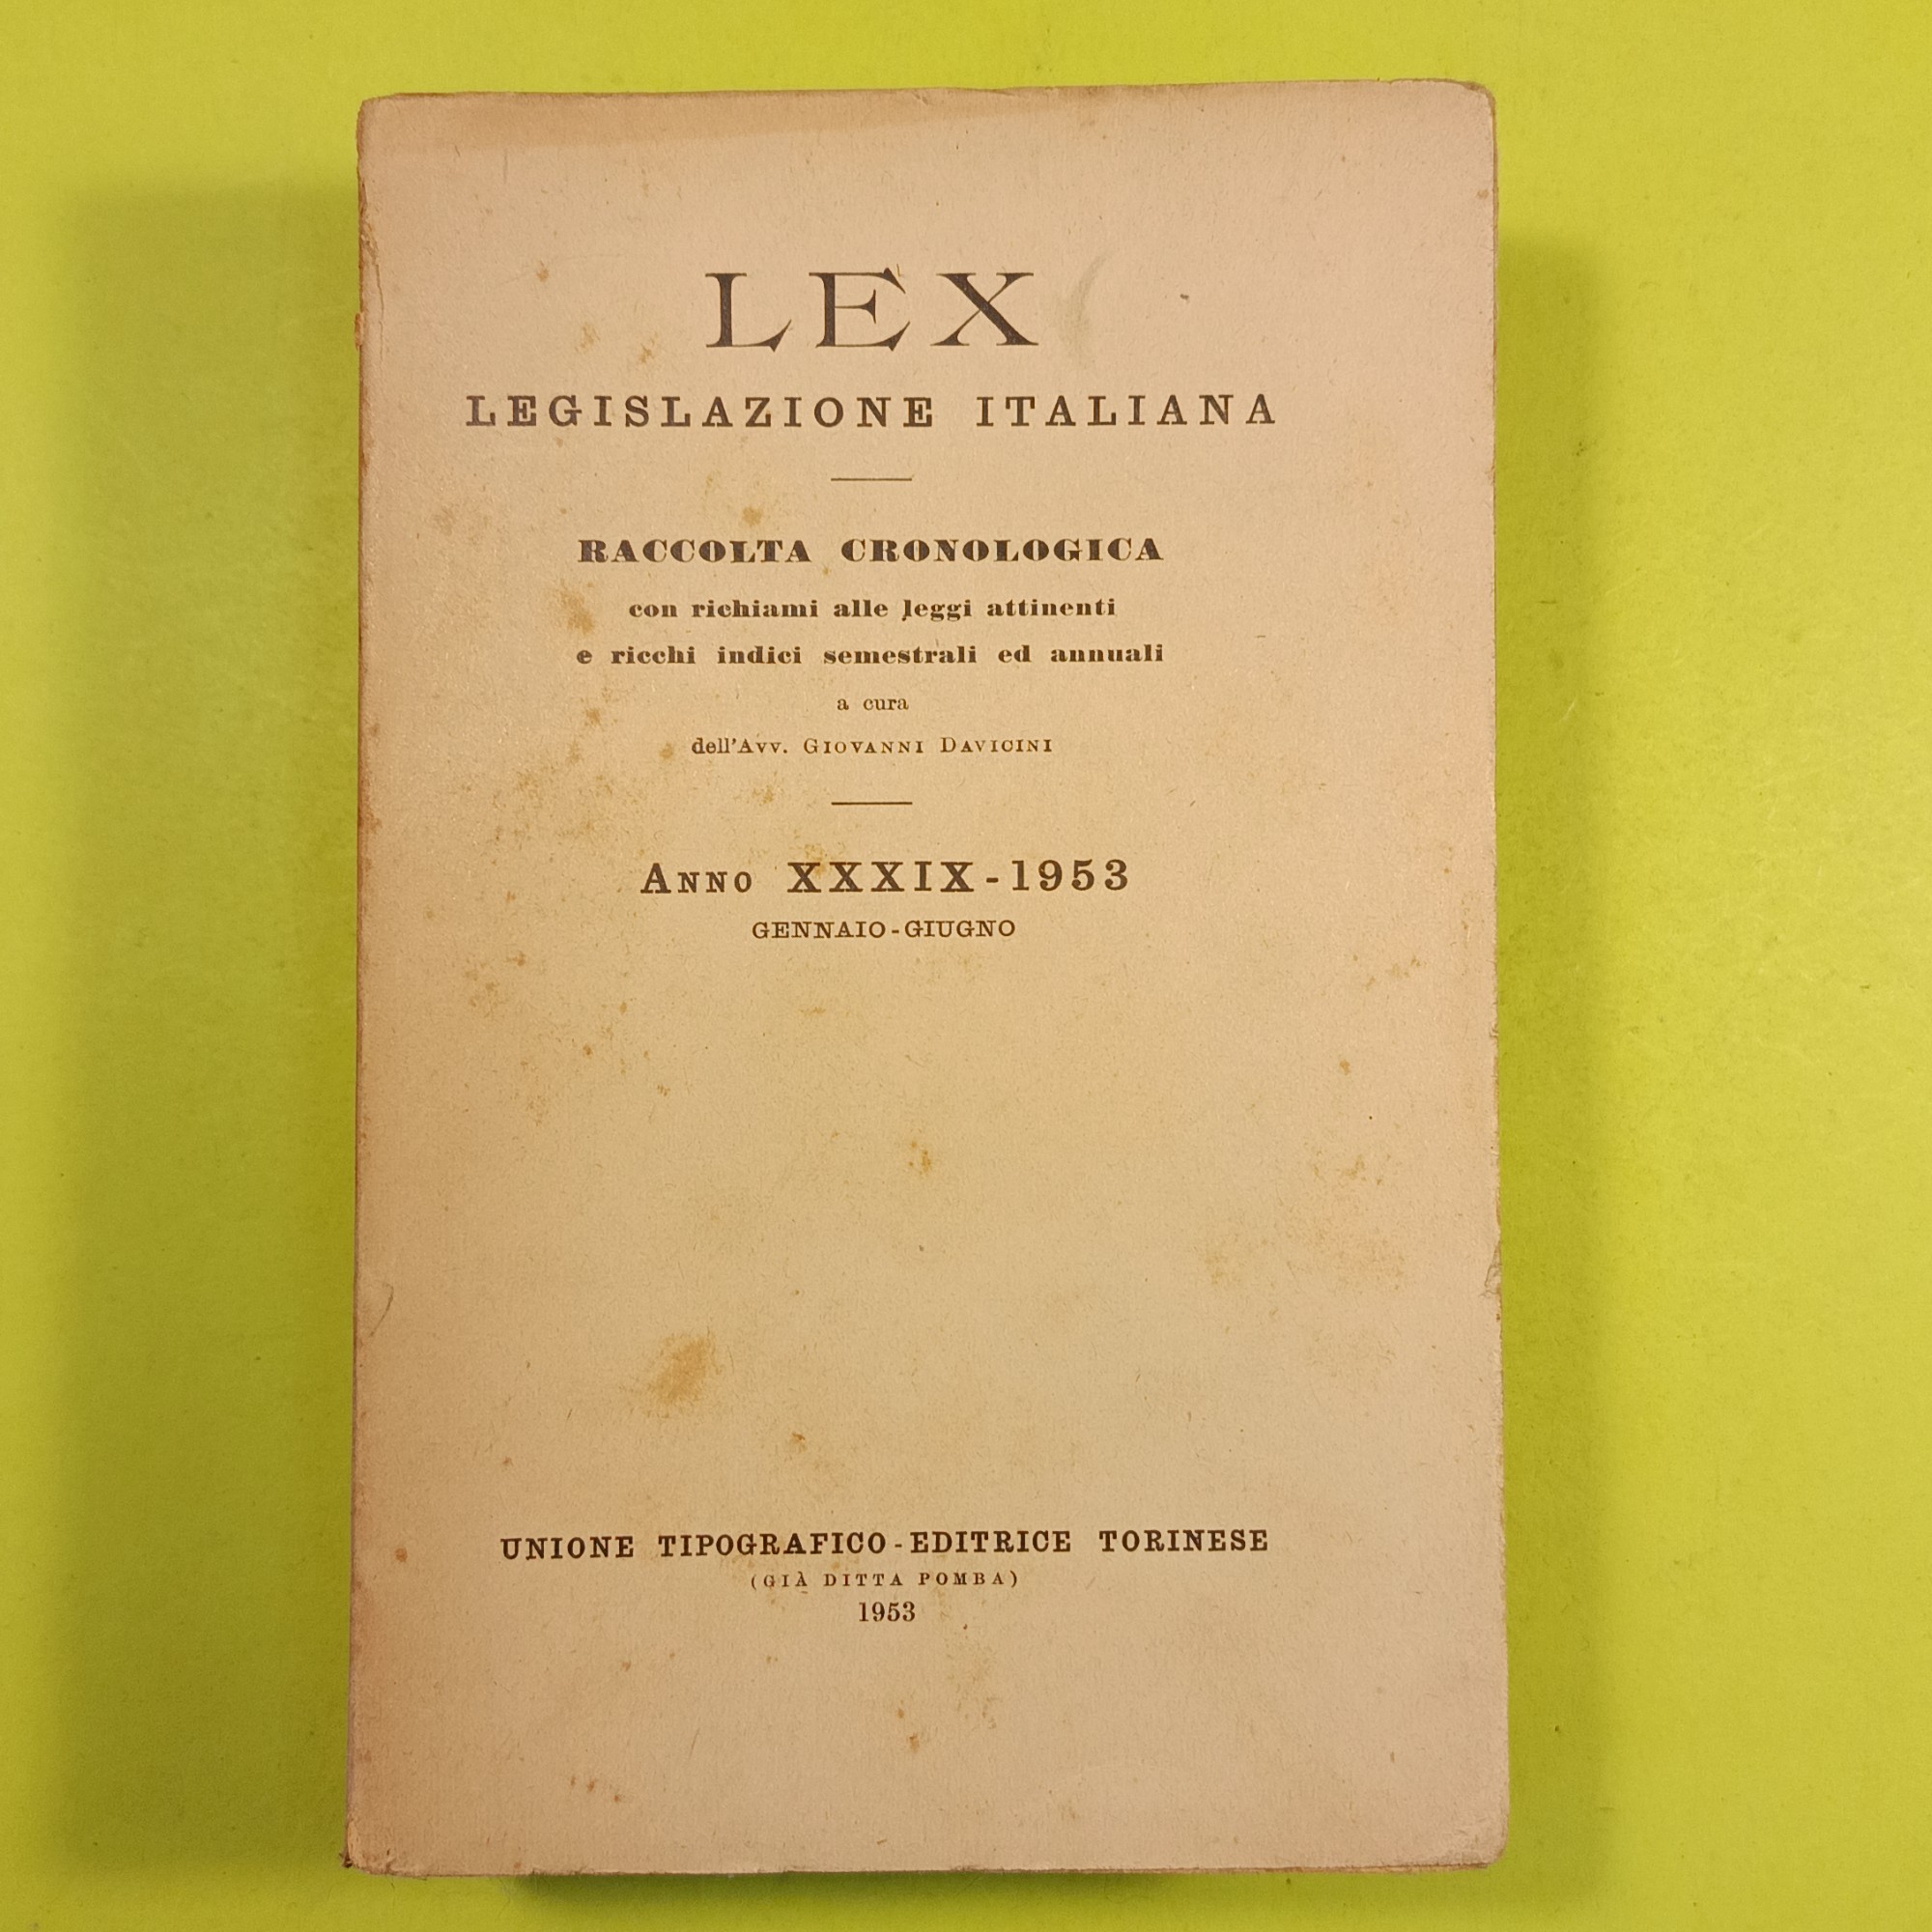 LEX
LEGISLAZIONE ITALIANA
RACCOLTA CRONOLOGICA
con richiami alle leggi attinenti
e ricchi indici semestrali ed annuali
a cura
dell'Avv. GIOVANNI DAVICINI
ANNO XXXIX-1953
GENNAIO-GIUGNO
UNIONE TIPOGRAFICO-EDITRICE TORINESE
(GIÀ DITTA POMBA)
1953